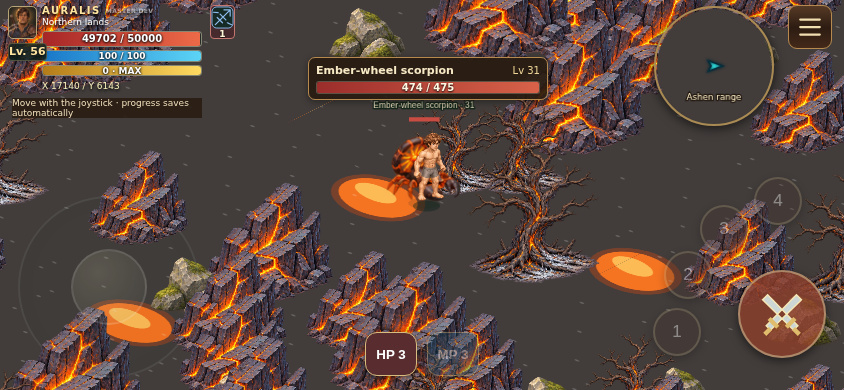 AURALIS MASTER DEV
Northern lands
49702 / 50000
Lv. 56
100 / 100
0 · MAX
X 17140 / Y 6143
Move with the joystick · progress saves
automatically
1
Ember-wheel scorpion Lv 31
474 / 475
Ember-wheel scorpion · 31
Ashen range
4
3
2
1
HP 3
MP 3